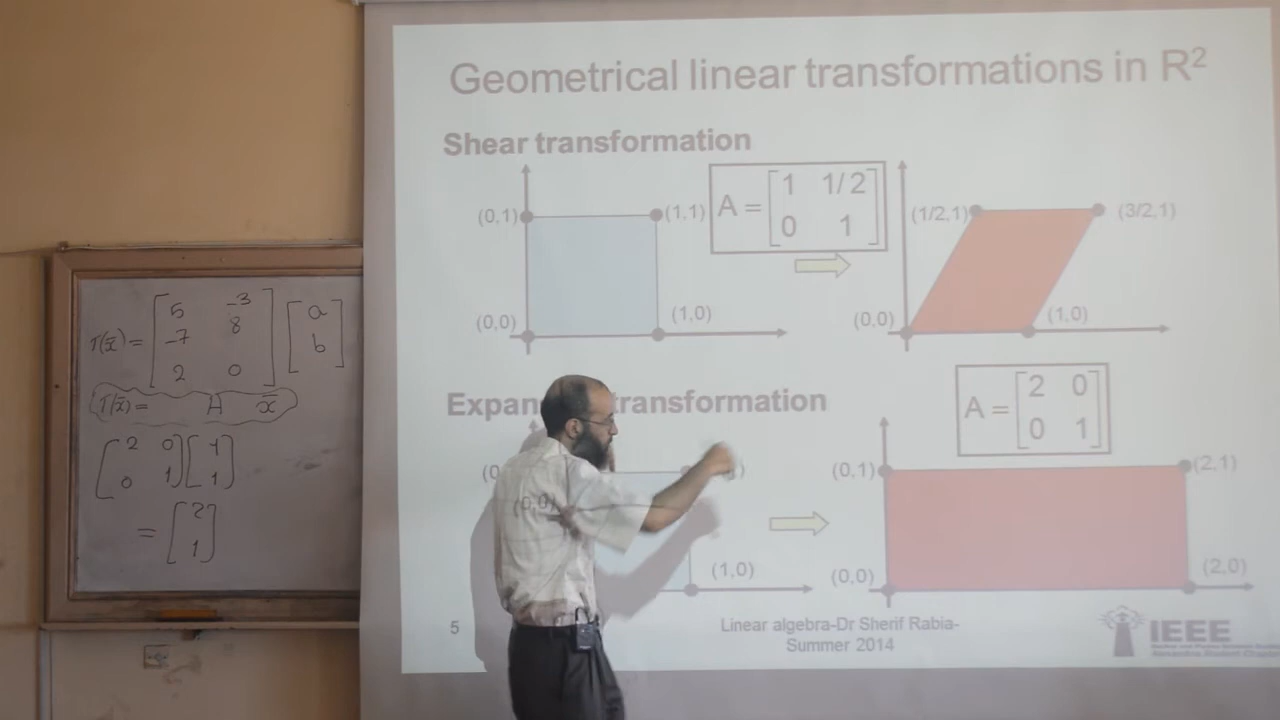 Geometrical linear transformations in R²
Shear transformation
(0,1)
(1,1)
A = [1 1/2
0 1]
(1/2,1)
(3/2,1)
(0,0)
(1,0)
(0,0)
(1,0)
T(x̄) = [5 -3
-7 8
2 0] [a
b]
T(x̄) = A x̄
[2 0
0 1] [1
1]
= [2
1]
transformation
A = [2 0
0 1]
(0,1)
(2,1)
(0,0)
(1,0)
(0,0)
(2,0)
5
Linear algebra-Dr Sherif Rabia-
Summer 2014
IEEE